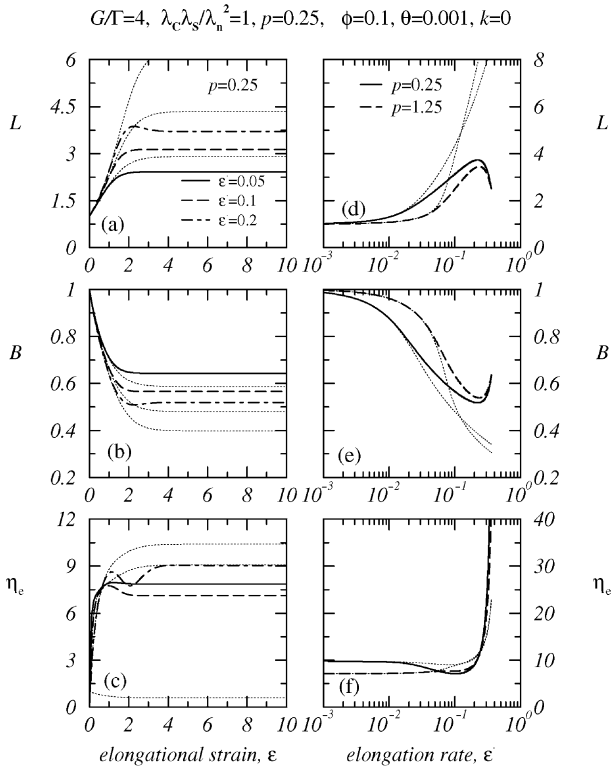 G/Γ=4, λ_Cλ_S/λ_n²=1, p=0.25, ϕ=0.1, θ=0.001, k=0
6
4.5
3
1.5
0
L
p=0.25
ε̇=0.05
ε̇=0.1
ε̇=0.2
(a)
0 2 4 6 8 10
8
6
4
2
0
L
p=0.25
p=1.25
(d)
10⁻³ 10⁻² 10⁻¹ 10⁰
1
0.8
0.6
0.4
0.2
B
(b)
0 2 4 6 8 10
1
0.8
0.6
0.4
0.2
B
(e)
10⁻³ 10⁻² 10⁻¹ 10⁰
12
9
6
3
0
η_e
(c)
0 2 4 6 8 10
elongational strain, ε
40
30
20
10
0
η_e
(f)
10⁻³ 10⁻² 10⁻¹ 10⁰
elongation rate, ε̇